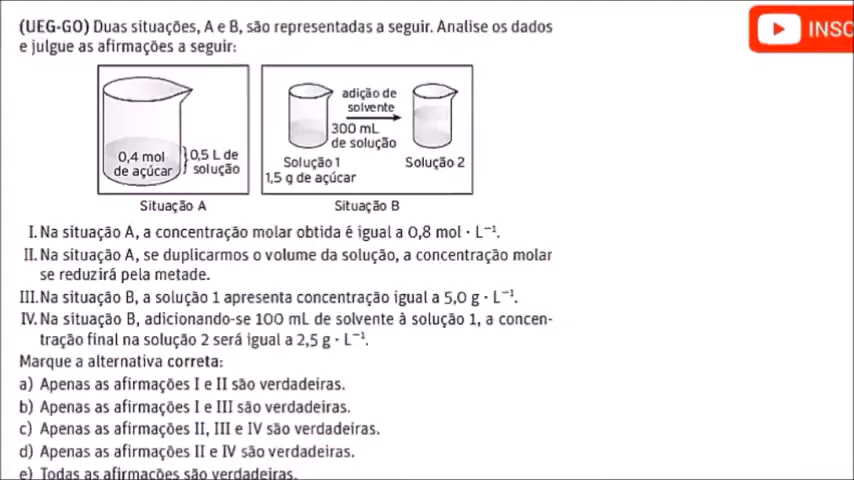 (UEG-GO) Duas situações, A e B, são representadas a seguir. Analise os dados
e julgue as afirmações a seguir:
INSC
0,4 mol
de açúcar
0,5 L de
solução
Situação A
adição de
solvente
300 mL
de solução
Solução 1
1,5 g de açúcar
Solução 2
Situação B
I. Na situação A, a concentração molar obtida é igual a 0,8 mol · L⁻¹.
II. Na situação A, se duplicarmos o volume da solução, a concentração molar
se reduzirá pela metade.
III. Na situação B, a solução 1 apresenta concentração igual a 5,0 g · L⁻¹.
IV. Na situação B, adicionando-se 100 mL de solvente à solução 1, a concen-
tração final na solução 2 será igual a 2,5 g · L⁻¹.
Marque a alternativa correta:
a) Apenas as afirmações I e II são verdadeiras.
b) Apenas as afirmações I e III são verdadeiras.
c) Apenas as afirmações II, III e IV são verdadeiras.
d) Apenas as afirmações II e IV são verdadeiras.
e) Todas as afirmações são verdadeiras.